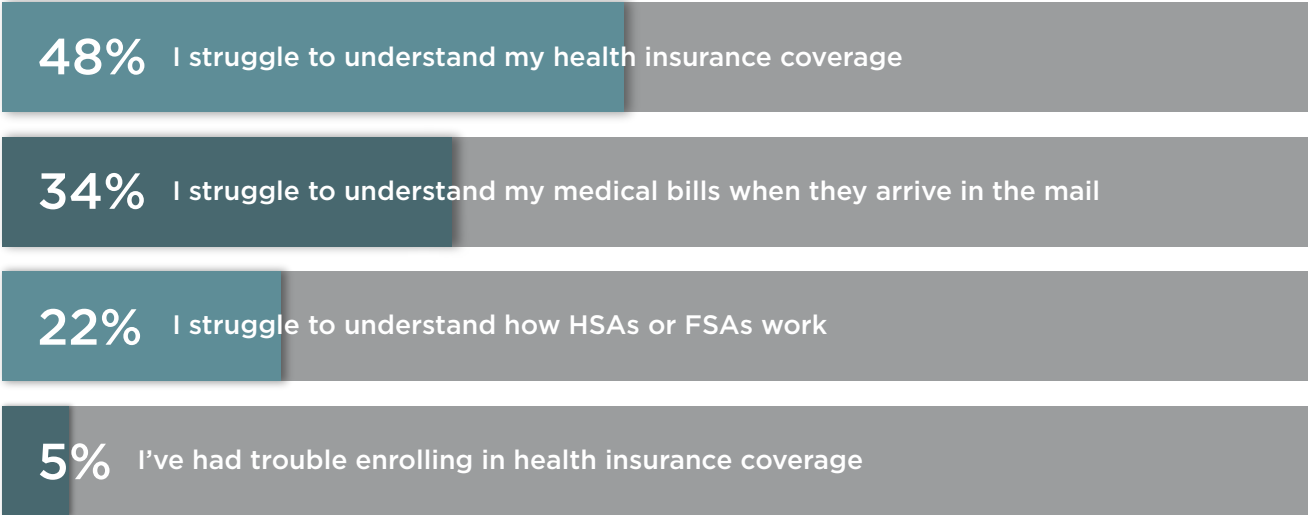 48% I struggle to understand my health insurance coverage
34% I struggle to understand my medical bills when they arrive in the mail
22% I struggle to understand how HSAs or FSAs work
5% I’ve had trouble enrolling in health insurance coverage